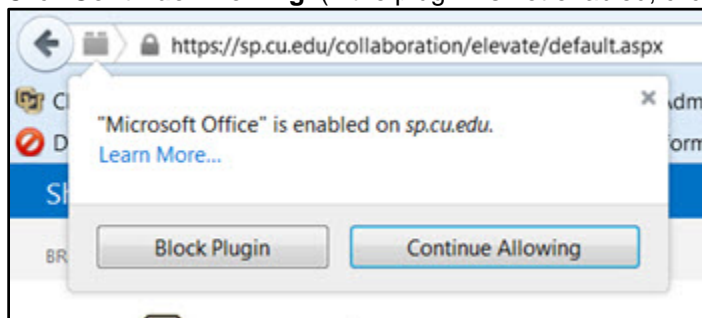 https://sp.cu.edu/collaboration/elevate/default.aspx
"Microsoft Office" is enabled on sp.cu.edu.
Learn More...
Block Plugin
Continue Allowing
BR